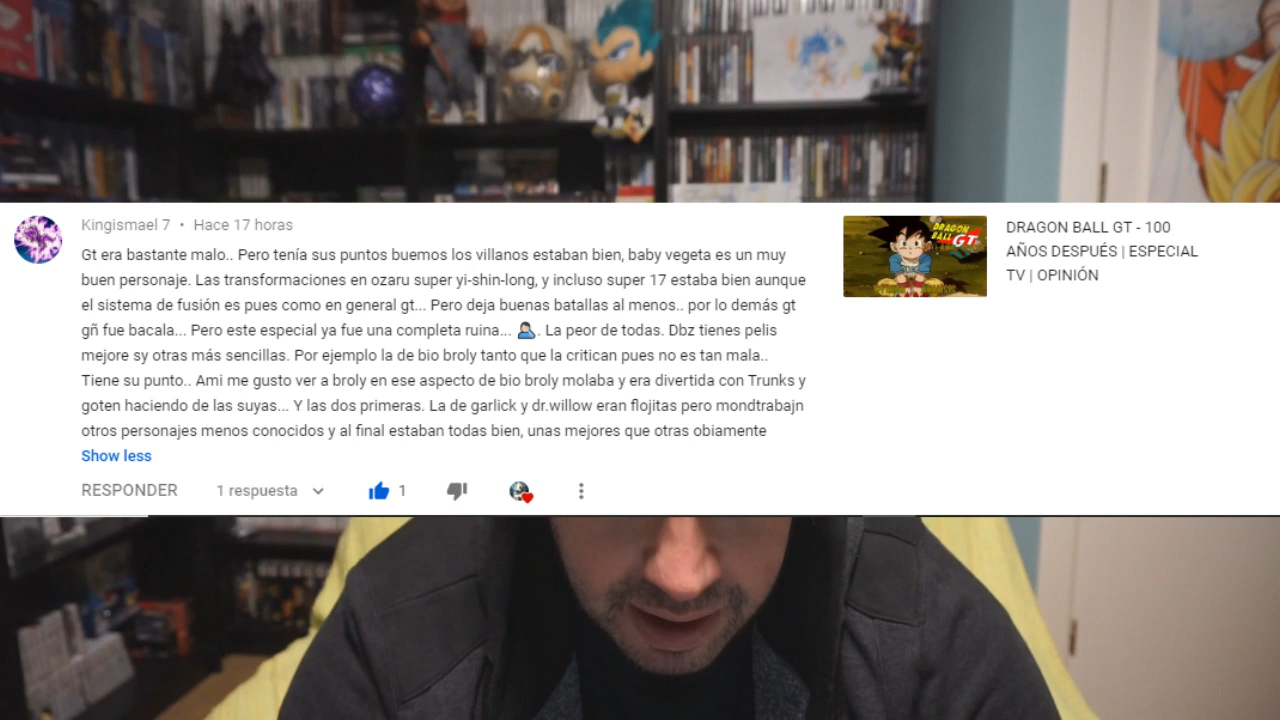 Kingismael 7 • Hace 17 horas
Gt era bastante malo.. Pero tenía sus puntos buemos los villanos estaban bien, baby vegeta es un muy
buen personaje. Las transformaciones en ozaru super yi-shin-long, y incluso super 17 estaba bien aunque
el sistema de fusión es pues como en general gt... Pero deja buenas batallas al menos.. por lo demás gt
gñ fue bacala... Pero este especial ya fue una completa ruina... 🤦. La peor de todas. Dbz tienes pelis
mejore sy otras más sencillas. Por ejemplo la de bio broly tanto que la critican pues no es tan mala..
Tiene su punto.. Ami me gusto ver a broly en ese aspecto de bio broly molaba y era divertida con Trunks y
goten haciendo de las suyas... Y las dos primeras. La de garlick y dr.willow eran flojitas pero mondtrabajn
otros personajes menos conocidos y al final estaban todas bien, unas mejores que otras obiamente
Show less
RESPONDER 1 respuesta 1
DRAGON BALL GT
DRAGON BALL GT - 100
AÑOS DESPUÉS | ESPECIAL
TV | OPINIÓN